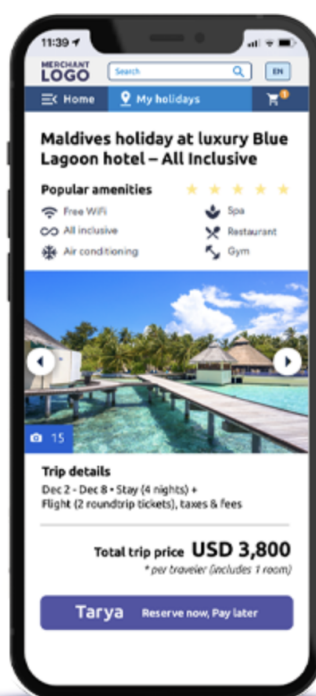 11:39
MERCHANT
LOGO
Search
EN
Home
My holidays
Maldives holiday at luxury Blue
Lagoon hotel – All Inclusive
Popular amenities
Free WiFi
Spa
All inclusive
Restaurant
Air conditioning
Gym
15
Trip details
Dec 2 - Dec 8 • Stay (4 nights) +
Flight (2 roundtrip tickets), taxes & fees
Total trip price USD 3,800
* per traveler (includes 1 room)
Tarya Reserve now, Pay later